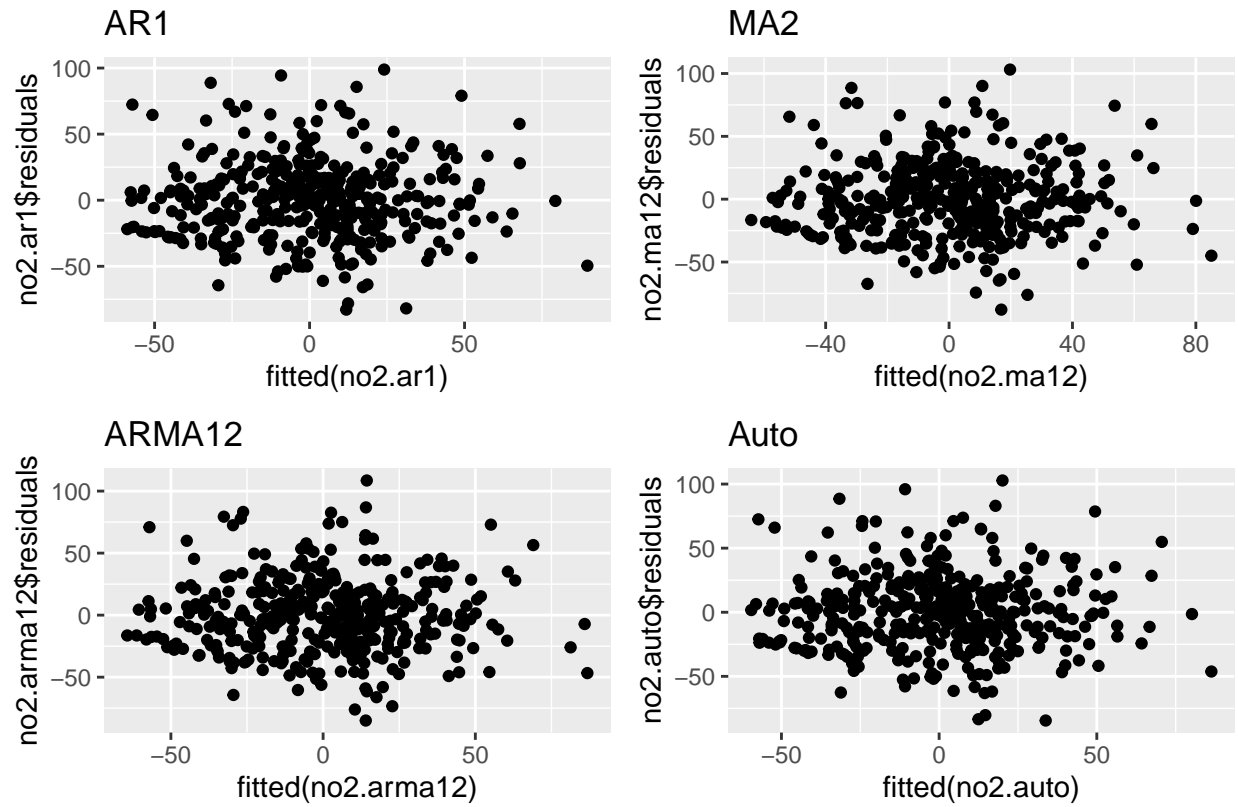 AR1
no2.ar1$residuals
100
50
0
−50
−50
0
50
fitted(no2.ar1)
MA2
no2.ma12$residuals
100
50
0
−50
−40
0
40
80
fitted(no2.ma12)
ARMA12
no2.arma12$residuals
100
50
0
−50
−50
0
50
fitted(no2.arma12)
Auto
no2.auto$residuals
100
50
0
−50
−50
0
50
fitted(no2.auto)